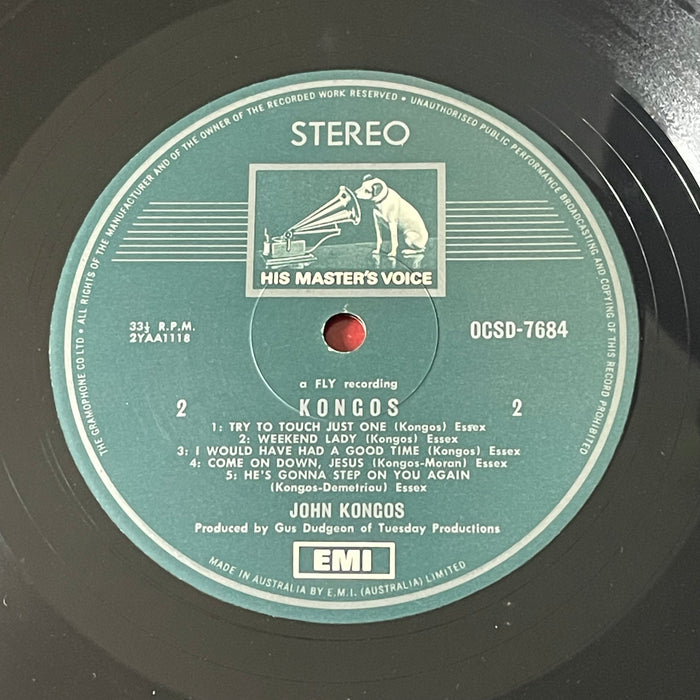 THE GRAMOPHONE CO LTD • ALL RIGHTS OF THE MANUFACTURER AND OF THE OWNER OF THE RECORDED WORK RESERVED • UNAUTHORISED PUBLIC PERFORMANCE BROADCASTING AND COPYING OF THIS RECORD PROHIBITED
STEREO
HIS MASTER'S VOICE
33⅓ R.P.M.
2YAA1118
OCSD-7684
a FLY recording
2 KONGOS 2
1: TRY TO TOUCH JUST ONE (Kongos) Essex
2: WEEKEND LADY (Kongos) Essex
3: I WOULD HAVE HAD A GOOD TIME (Kongos) Essex
4: COME ON DOWN, JESUS (Kongos-Moran) Essex
5: HE'S GONNA STEP ON YOU AGAIN
(Kongos-Demetriou) Essex
JOHN KONGOS
Produced by Gus Dudgeon of Tuesday Productions
EMI
MADE IN AUSTRALIA BY E.M.I. (AUSTRALIA) LIMITED